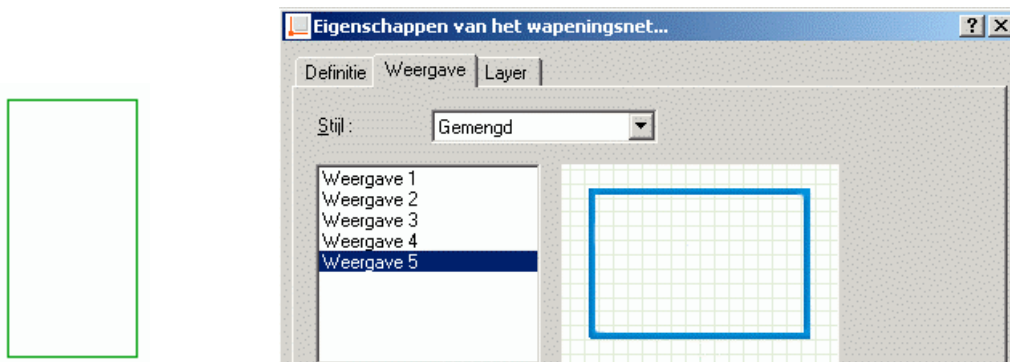 Eigenschappen van het wapeningsnet...
Definitie Weergave Layer
Stijl : Gemengd
Weergave 1
Weergave 2
Weergave 3
Weergave 4
Weergave 5